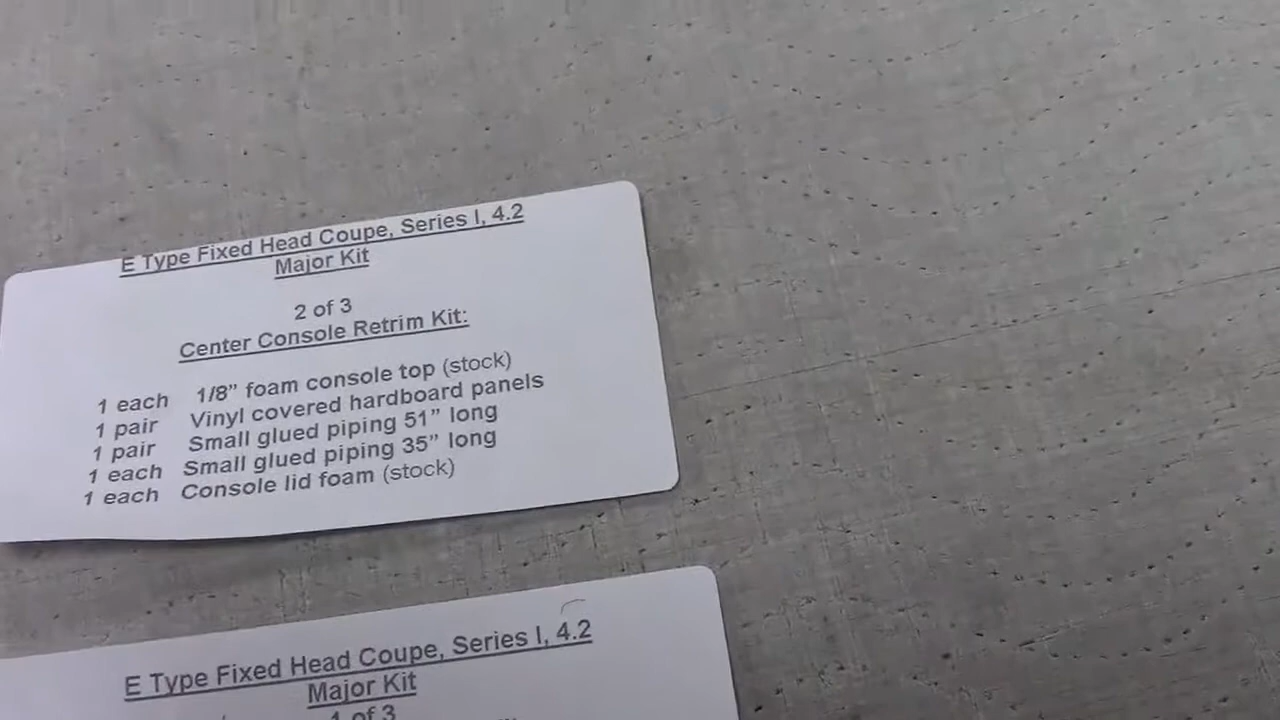 E Type Fixed Head Coupe, Series I, 4.2
Major Kit
2 of 3
Center Console Retrim Kit:
1 each 1/8” foam console top (stock)
1 pair Vinyl covered hardboard panels
1 pair Small glued piping 51” long
1 each Small glued piping 35” long
1 each Console lid foam (stock)
E Type Fixed Head Coupe, Series I, 4.2
Major Kit
1 of 3